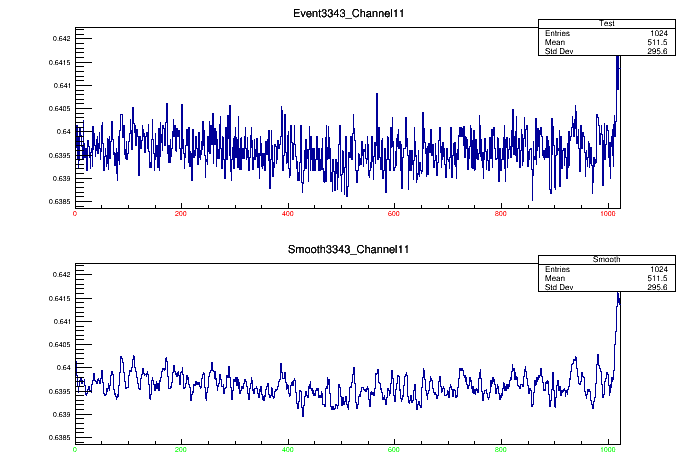 Event3343_Channel11
Test
Entries 1024
Mean 511.5
Std Dev 295.6
0.642
0.6415
0.641
0.6405
0.64
0.6395
0.639
0.6385
0 200 400 600 800 1000
Smooth3343_Channel11
Smooth
Entries 1024
Mean 511.5
Std Dev 295.6
0.642
0.6415
0.641
0.6405
0.64
0.6395
0.639
0.6385
0 200 400 600 800 1000